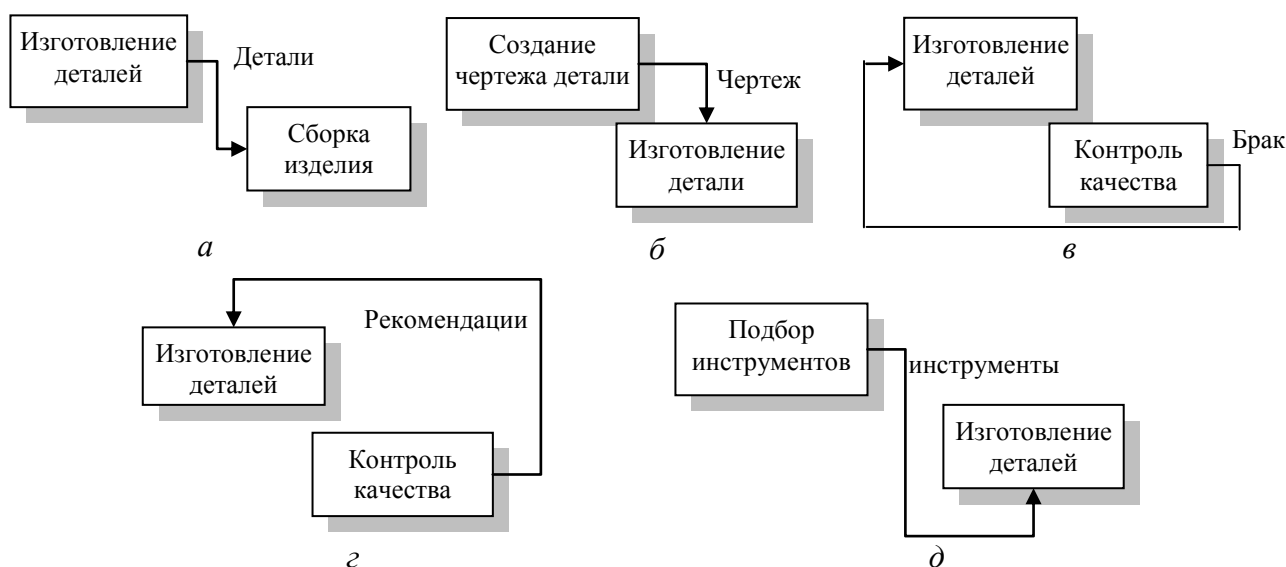 Изготовление
деталей
Детали
Сборка
изделия
а
Создание
чертежа детали
Чертеж
Изготовление
детали
б
Изготовление
деталей
Контроль
качества
Брак
в
Рекомендации
Изготовление
деталей
Контроль
качества
г
Подбор
инструментов
инструменты
Изготовление
деталей
д